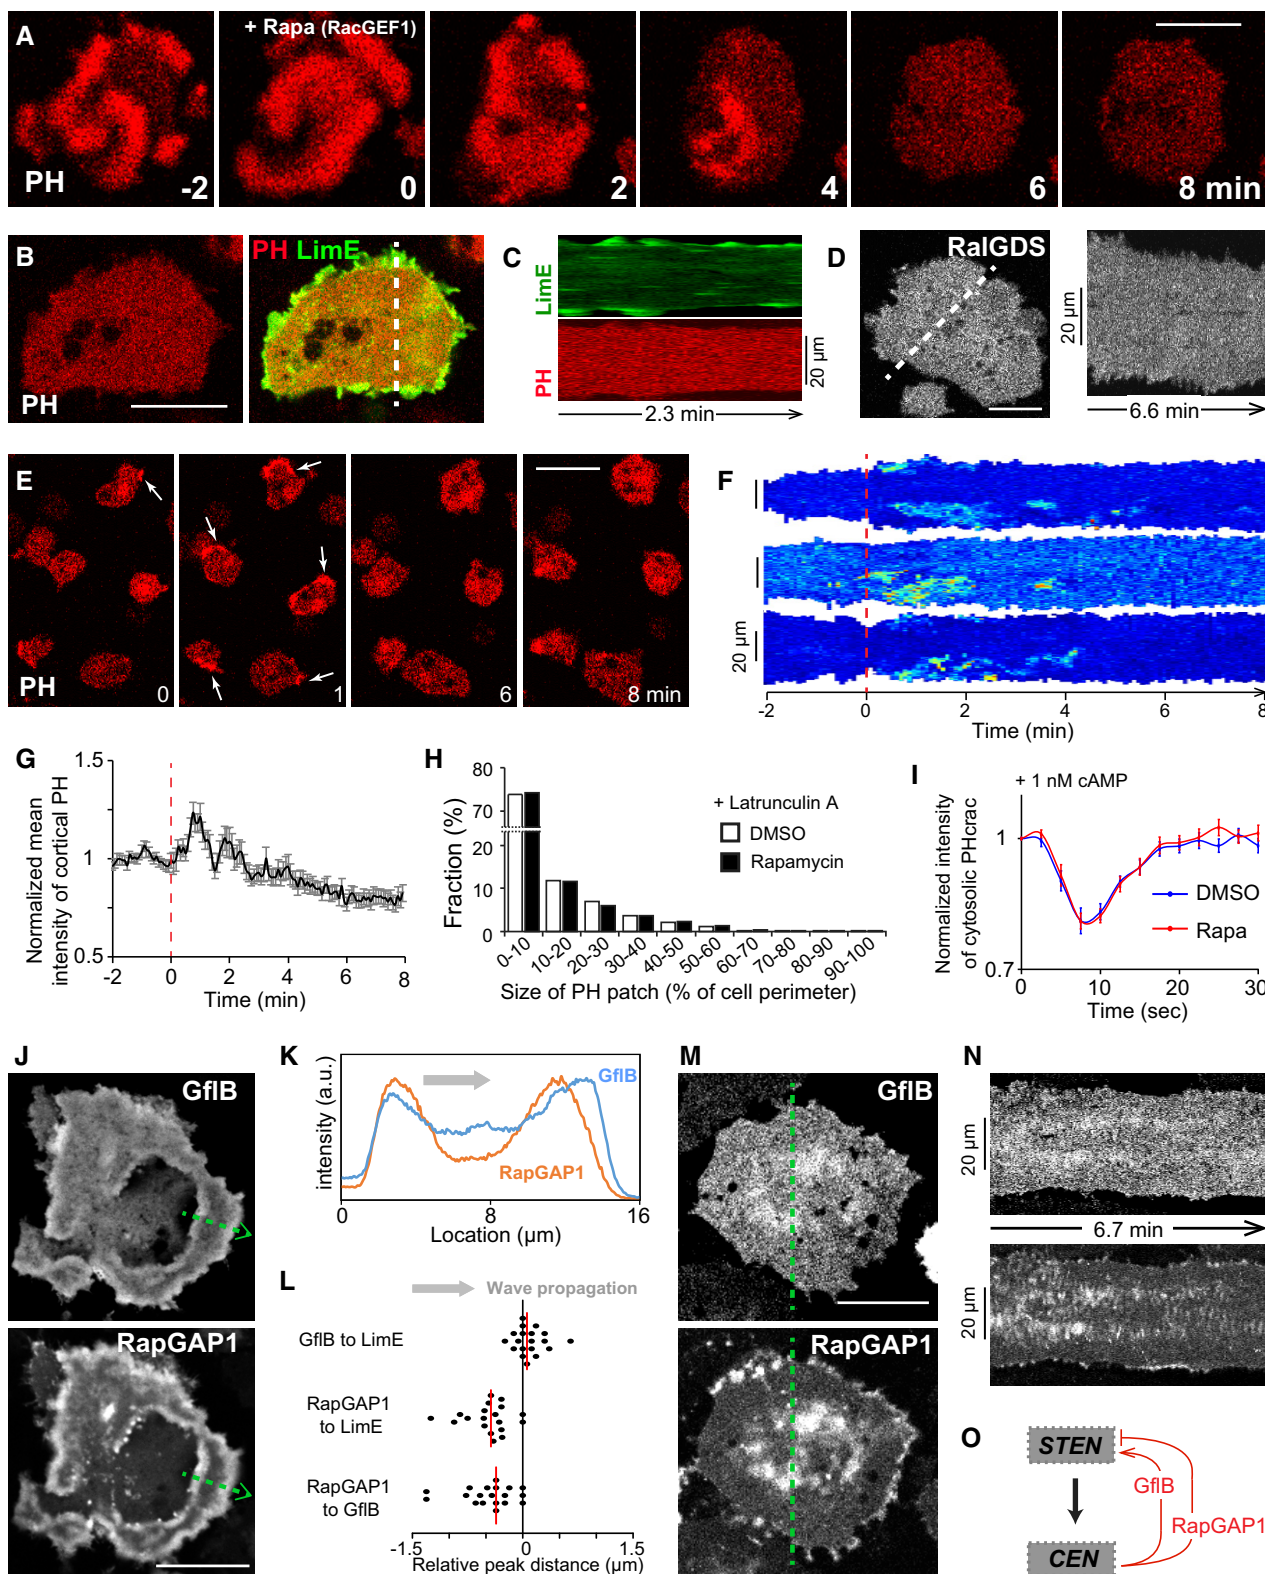 A
+ Rapa (RacGEF1)
PH
-2
0
2
4
6
8 min
B
PH
PH LimE
C
LimE
PH
20 µm
2.3 min
D
RalGDS
20 µm
6.6 min
E
PH
0
1
6
8 min
F
20 µm
-2
0
2
4
6
8
Time (min)
G
Normalized mean
intensity of cortical PH
1.5
1
0.5
-2
0
2
4
6
8
Time (min)
H
Fraction (%)
80
70
20
10
0
+ Latrunculin A
DMSO
Rapamycin
0-10
10-20
20-30
30-40
40-50
50-60
60-70
70-80
80-90
90-100
Size of PH patch (% of cell perimeter)
I
+ 1 nM cAMP
Normalized intensity
of cytosolic PHcrac
1
0.7
DMSO
Rapa
0
10
20
30
Time (sec)
J
GflB
RapGAP1
K
intensity (a.u.)
GflB
RapGAP1
0
8
16
Location (µm)
L
Wave propagation
GflB to LimE
RapGAP1
to LimE
RapGAP1
to GflB
-1.5
0
1.5
Relative peak distance (µm)
M
GflB
RapGAP1
N
20 µm
6.7 min
20 µm
O
STEN
GflB
RapGAP1
CEN